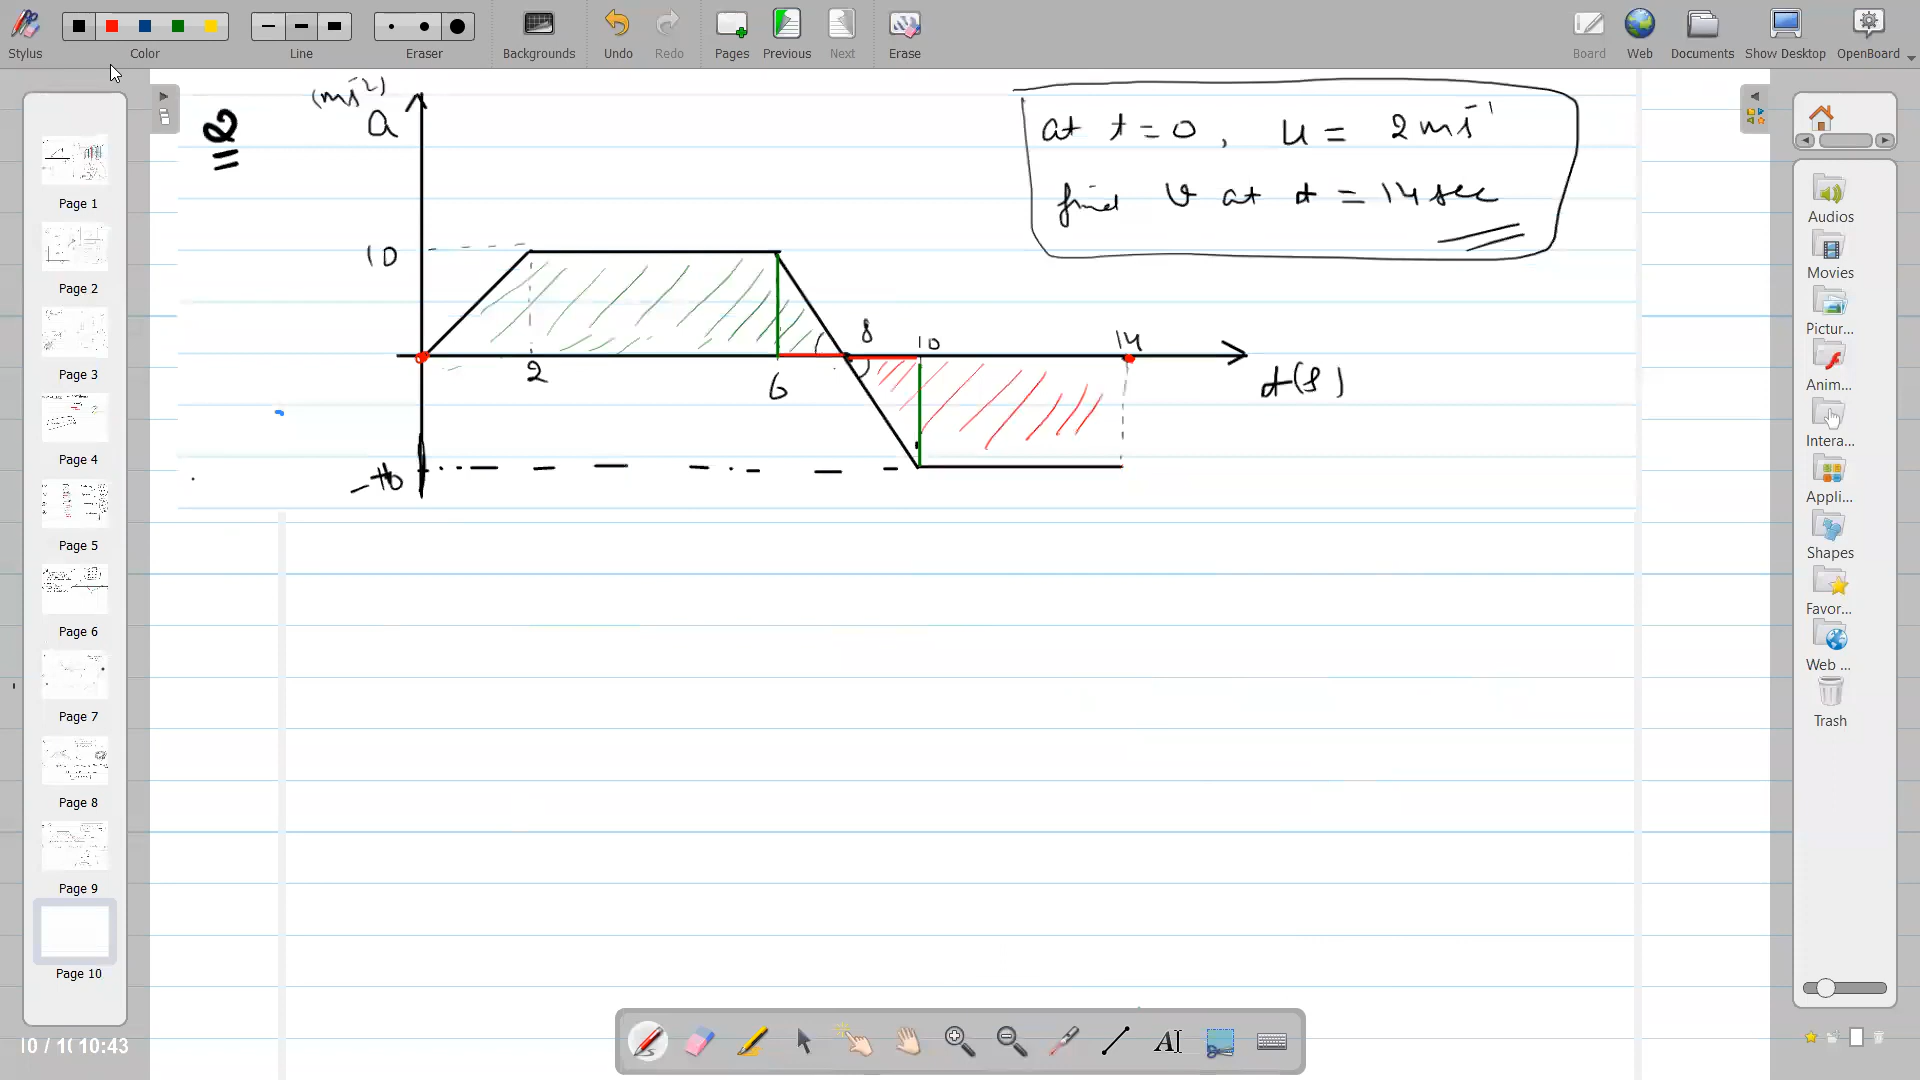 Stylus
Color
Line
Eraser
Backgrounds
Undo
Redo
Pages
Previous
Next
Erase
Board
Web
Documents
Show Desktop
OpenBoard
Page 1
Page 2
Page 3
Page 4
Page 5
Page 6
Page 7
Page 8
Page 9
Page 10
10:43
Q
(ms⁻²)
a
10
-10
2
6
8
10
14
t(s)
at t=0, u = 2ms⁻¹
find v at t = 14 sec
AI
Audios
Movies
Pictur...
Anim...
Intera...
Appli...
Shapes
Favor...
Web ...
Trash